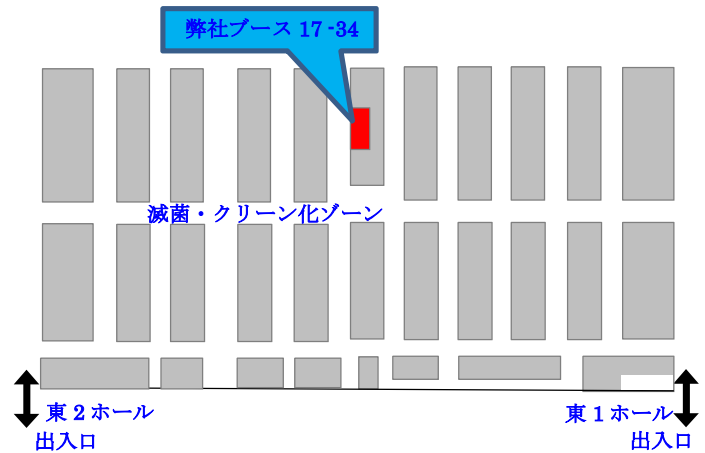 弊社ブース 17-34
滅菌・クリーン化ゾーン
東 2 ホール
出入口
東 1 ホール
出入口